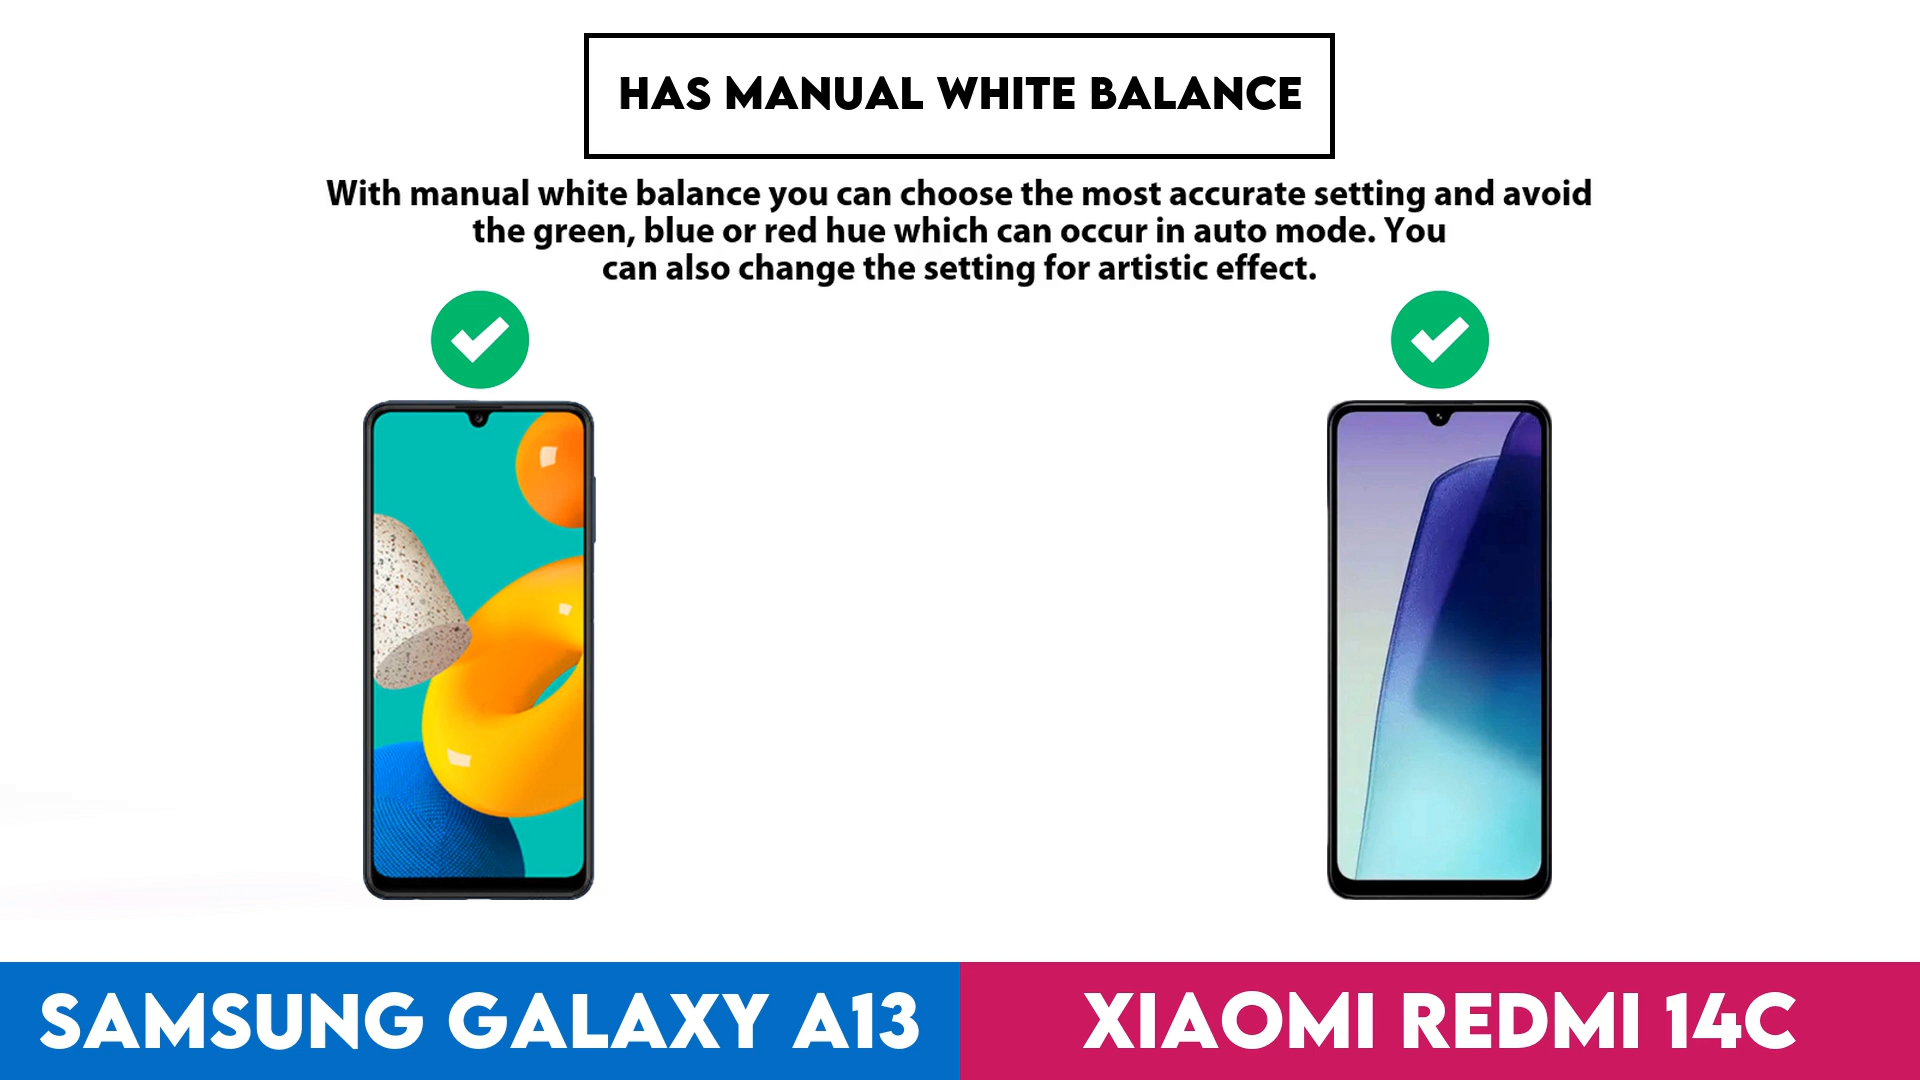 HAS MANUAL WHITE BALANCE
With manual white balance you can choose the most accurate setting and avoid
the green, blue or red hue which can occur in auto mode. You
can also change the setting for artistic effect.
SAMSUNG GALAXY A13
XIAOMI REDMI 14C